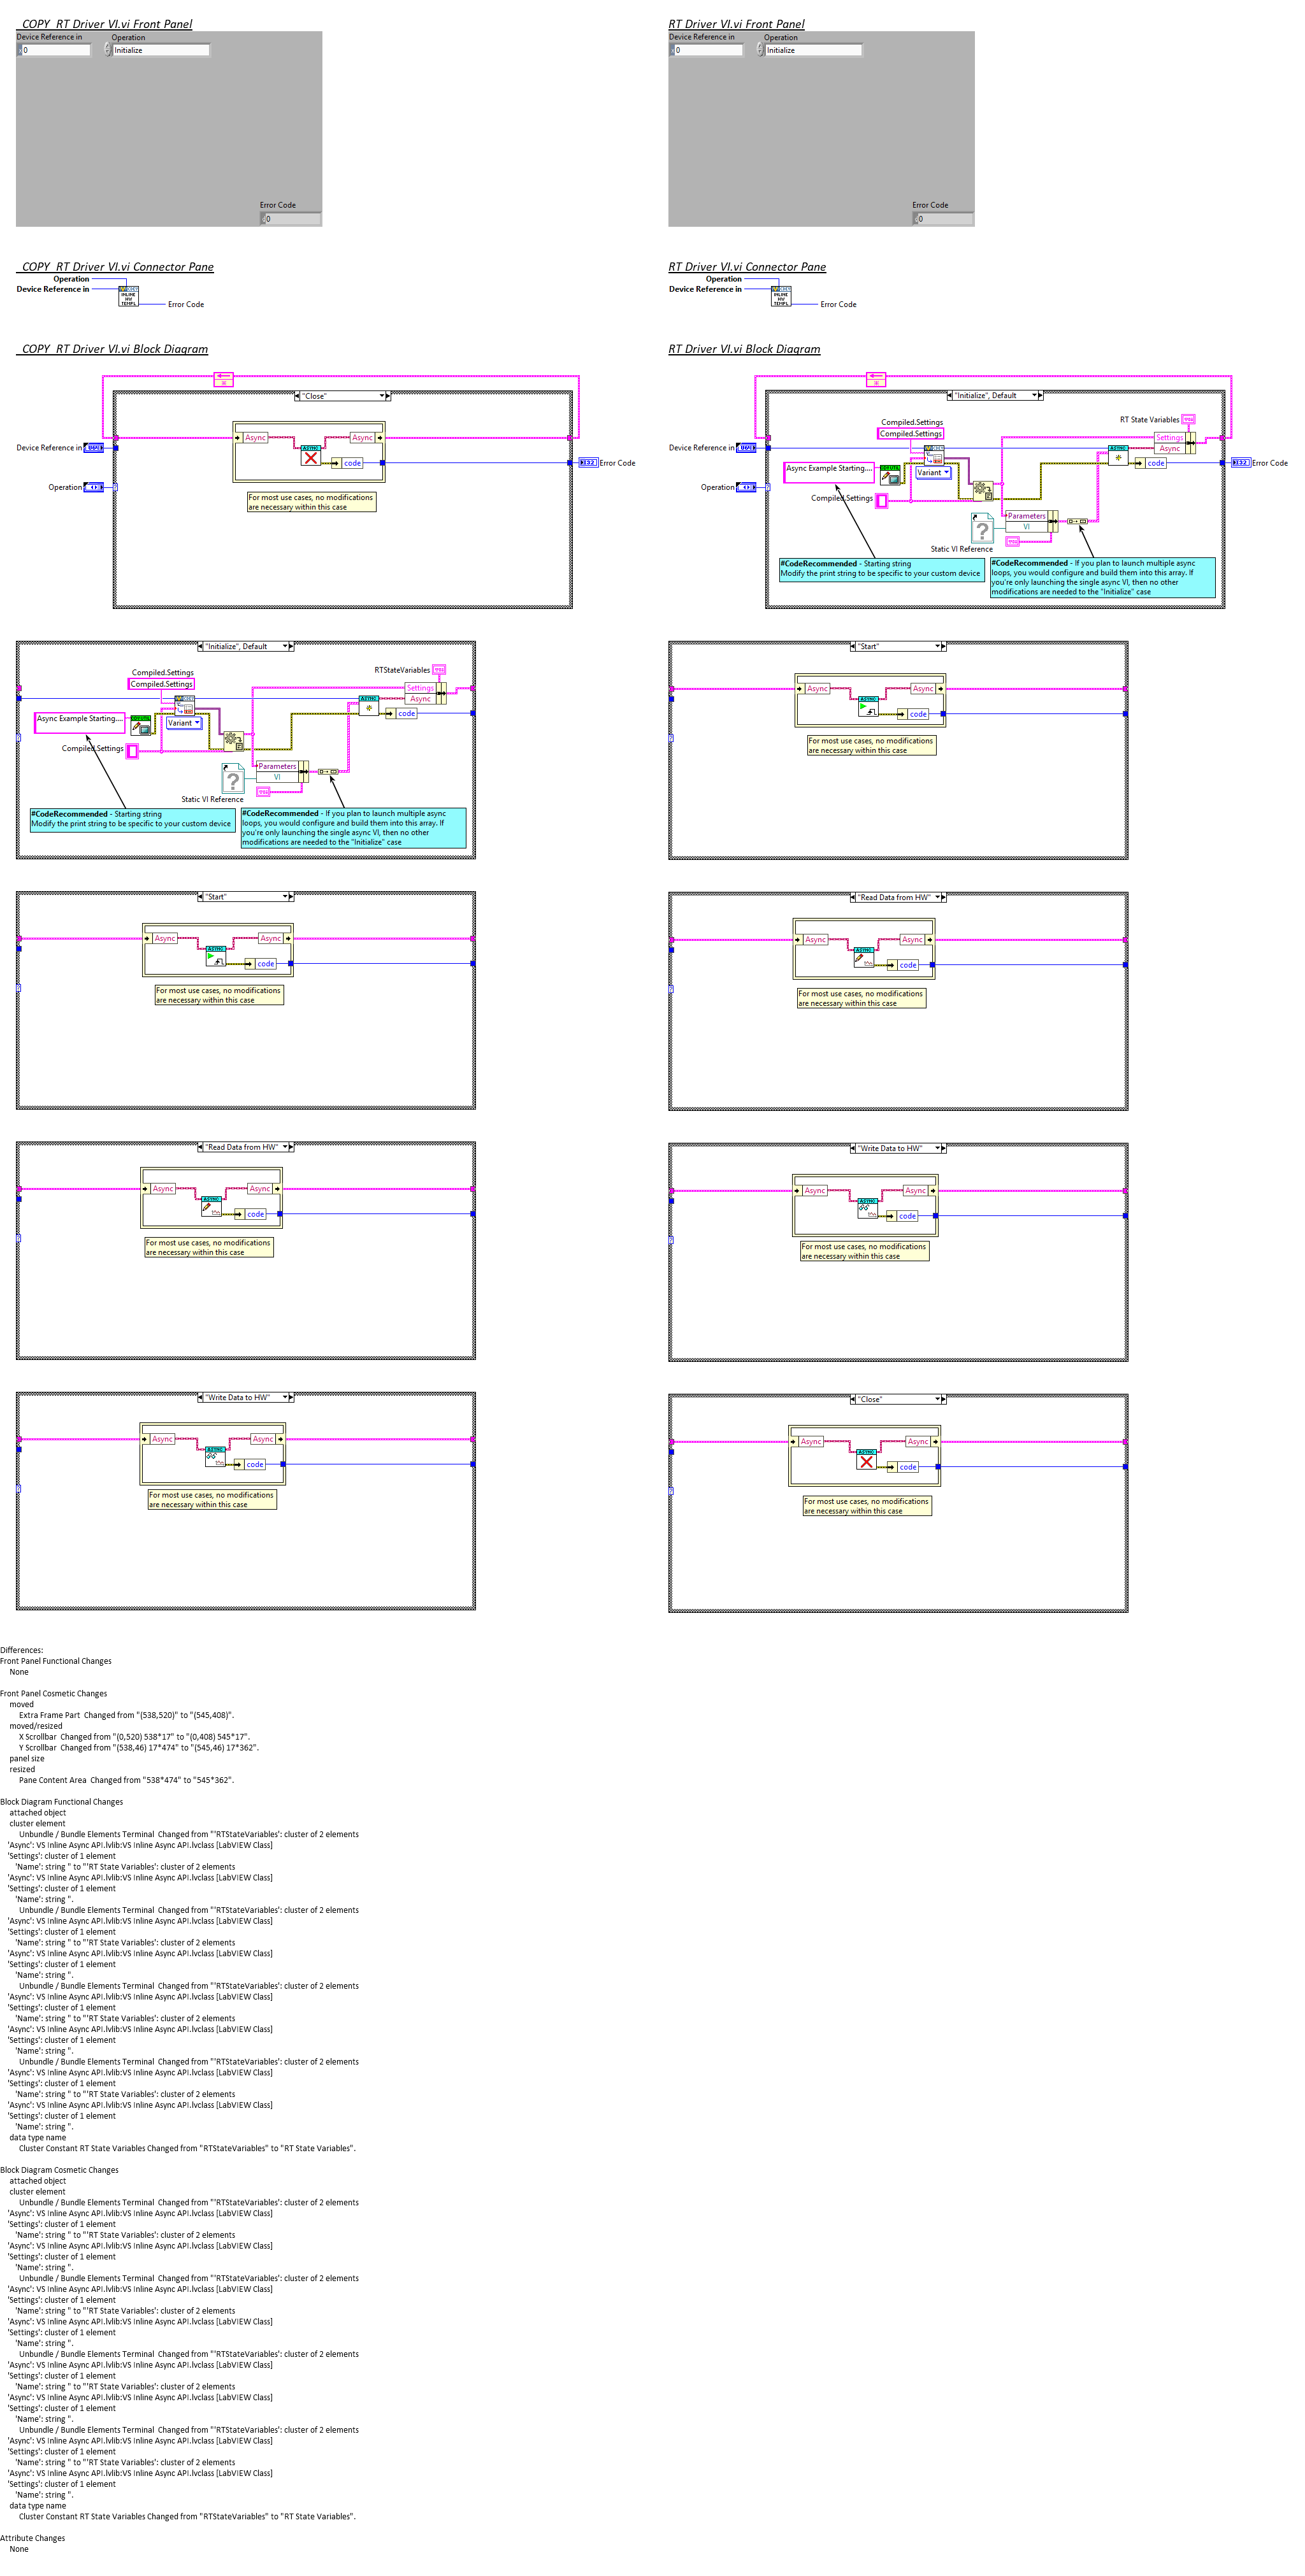 _COPY_RT Driver VI.vi Front Panel
Device Reference in
Operation
0
Initialize
Error Code
0
_COPY_RT Driver VI.vi Connector Pane
Operation
Device Reference in
INLINE
HW
TEMPL
Error Code
_COPY_RT Driver VI.vi Block Diagram
"Close"
Async
ASYNC
Async
code
Device Reference in
Operation
I32
Error Code
For most use cases, no modifications
are necessary within this case
"Initialize", Default
Compiled.Settings
Compiled.Settings
RTStateVariables
Settings
Async
ASYNC
code
Async Example Starting....
Variant
Compiled.Settings
Parameters
VI
Static VI Reference
#CodeRecommended - Starting string
Modify the print string to be specific to your custom device
#CodeRecommended - If you plan to launch multiple async
loops, you would configure and build them into this array. If
you're only launching the single async VI, then no other
modifications are needed to the "Initialize" case
"Start"
Async
ASYNC
Async
code
For most use cases, no modifications
are necessary within this case
"Read Data from HW"
Async
ASYNC
Async
code
For most use cases, no modifications
are necessary within this case
"Write Data to HW"
Async
ASYNC
Async
code
For most use cases, no modifications
are necessary within this case
RT Driver VI.vi Front Panel
Device Reference in
Operation
0
Initialize
Error Code
0
RT Driver VI.vi Connector Pane
Operation
Device Reference in
INLINE
HW
TEMPL
Error Code
RT Driver VI.vi Block Diagram
"Initialize", Default
Compiled.Settings
Compiled.Settings
RT State Variables
Settings
Async
ASYNC
code
Device Reference in
Operation
I32
Error Code
Async Example Starting....
Variant
Compiled.Settings
Parameters
VI
Static VI Reference
#CodeRecommended - Starting string
Modify the print string to be specific to your custom device
#CodeRecommended - If you plan to launch multiple async
loops, you would configure and build them into this array. If
you're only launching the single async VI, then no other
modifications are needed to the "Initialize" case
"Start"
Async
ASYNC
Async
code
For most use cases, no modifications
are necessary within this case
"Read Data from HW"
Async
ASYNC
Async
code
For most use cases, no modifications
are necessary within this case
"Write Data to HW"
Async
ASYNC
Async
code
For most use cases, no modifications
are necessary within this case
"Close"
Async
ASYNC
Async
code
For most use cases, no modifications
are necessary within this case
Differences:
Front Panel Functional Changes
None
Front Panel Cosmetic Changes
moved
Extra Frame Part  Changed from "(538,520)" to "(545,408)".
moved/resized
X Scrollbar  Changed from "(0,520) 538*17" to "(0,408) 545*17".
Y Scrollbar  Changed from "(538,46) 17*474" to "(545,46) 17*362".
panel size
resized
Pane Content Area  Changed from "538*474" to "545*362".
Block Diagram Functional Changes
attached object
cluster element
Unbundle / Bundle Elements Terminal  Changed from "'RTStateVariables': cluster of 2 elements
'Async': VS Inline Async API.lvlib:VS Inline Async API.lvclass [LabVIEW Class]
'Settings': cluster of 1 element
'Name': string " to "'RT State Variables': cluster of 2 elements
'Async': VS Inline Async API.lvlib:VS Inline Async API.lvclass [LabVIEW Class]
'Settings': cluster of 1 element
'Name': string ".
Unbundle / Bundle Elements Terminal  Changed from "'RTStateVariables': cluster of 2 elements
'Async': VS Inline Async API.lvlib:VS Inline Async API.lvclass [LabVIEW Class]
'Settings': cluster of 1 element
'Name': string " to "'RT State Variables': cluster of 2 elements
'Async': VS Inline Async API.lvlib:VS Inline Async API.lvclass [LabVIEW Class]
'Settings': cluster of 1 element
'Name': string ".
Unbundle / Bundle Elements Terminal  Changed from "'RTStateVariables': cluster of 2 elements
'Async': VS Inline Async API.lvlib:VS Inline Async API.lvclass [LabVIEW Class]
'Settings': cluster of 1 element
'Name': string " to "'RT State Variables': cluster of 2 elements
'Async': VS Inline Async API.lvlib:VS Inline Async API.lvclass [LabVIEW Class]
'Settings': cluster of 1 element
'Name': string ".
Unbundle / Bundle Elements Terminal  Changed from "'RTStateVariables': cluster of 2 elements
'Async': VS Inline Async API.lvlib:VS Inline Async API.lvclass [LabVIEW Class]
'Settings': cluster of 1 element
'Name': string " to "'RT State Variables': cluster of 2 elements
'Async': VS Inline Async API.lvlib:VS Inline Async API.lvclass [LabVIEW Class]
'Settings': cluster of 1 element
'Name': string ".
data type name
Cluster Constant RT State Variables Changed from "RTStateVariables" to "RT State Variables".
Block Diagram Cosmetic Changes
attached object
cluster element
Unbundle / Bundle Elements Terminal  Changed from "'RTStateVariables': cluster of 2 elements
'Async': VS Inline Async API.lvlib:VS Inline Async API.lvclass [LabVIEW Class]
'Settings': cluster of 1 element
'Name': string " to "'RT State Variables': cluster of 2 elements
'Async': VS Inline Async API.lvlib:VS Inline Async API.lvclass [LabVIEW Class]
'Settings': cluster of 1 element
'Name': string ".
Unbundle / Bundle Elements Terminal  Changed from "'RTStateVariables': cluster of 2 elements
'Async': VS Inline Async API.lvlib:VS Inline Async API.lvclass [LabVIEW Class]
'Settings': cluster of 1 element
'Name': string " to "'RT State Variables': cluster of 2 elements
'Async': VS Inline Async API.lvlib:VS Inline Async API.lvclass [LabVIEW Class]
'Settings': cluster of 1 element
'Name': string ".
Unbundle / Bundle Elements Terminal  Changed from "'RTStateVariables': cluster of 2 elements
'Async': VS Inline Async API.lvlib:VS Inline Async API.lvclass [LabVIEW Class]
'Settings': cluster of 1 element
'Name': string " to "'RT State Variables': cluster of 2 elements
'Async': VS Inline Async API.lvlib:VS Inline Async API.lvclass [LabVIEW Class]
'Settings': cluster of 1 element
'Name': string ".
Unbundle / Bundle Elements Terminal  Changed from "'RTStateVariables': cluster of 2 elements
'Async': VS Inline Async API.lvlib:VS Inline Async API.lvclass [LabVIEW Class]
'Settings': cluster of 1 element
'Name': string " to "'RT State Variables': cluster of 2 elements
'Async': VS Inline Async API.lvlib:VS Inline Async API.lvclass [LabVIEW Class]
'Settings': cluster of 1 element
'Name': string ".
data type name
Cluster Constant RT State Variables Changed from "RTStateVariables" to "RT State Variables".
Attribute Changes
None